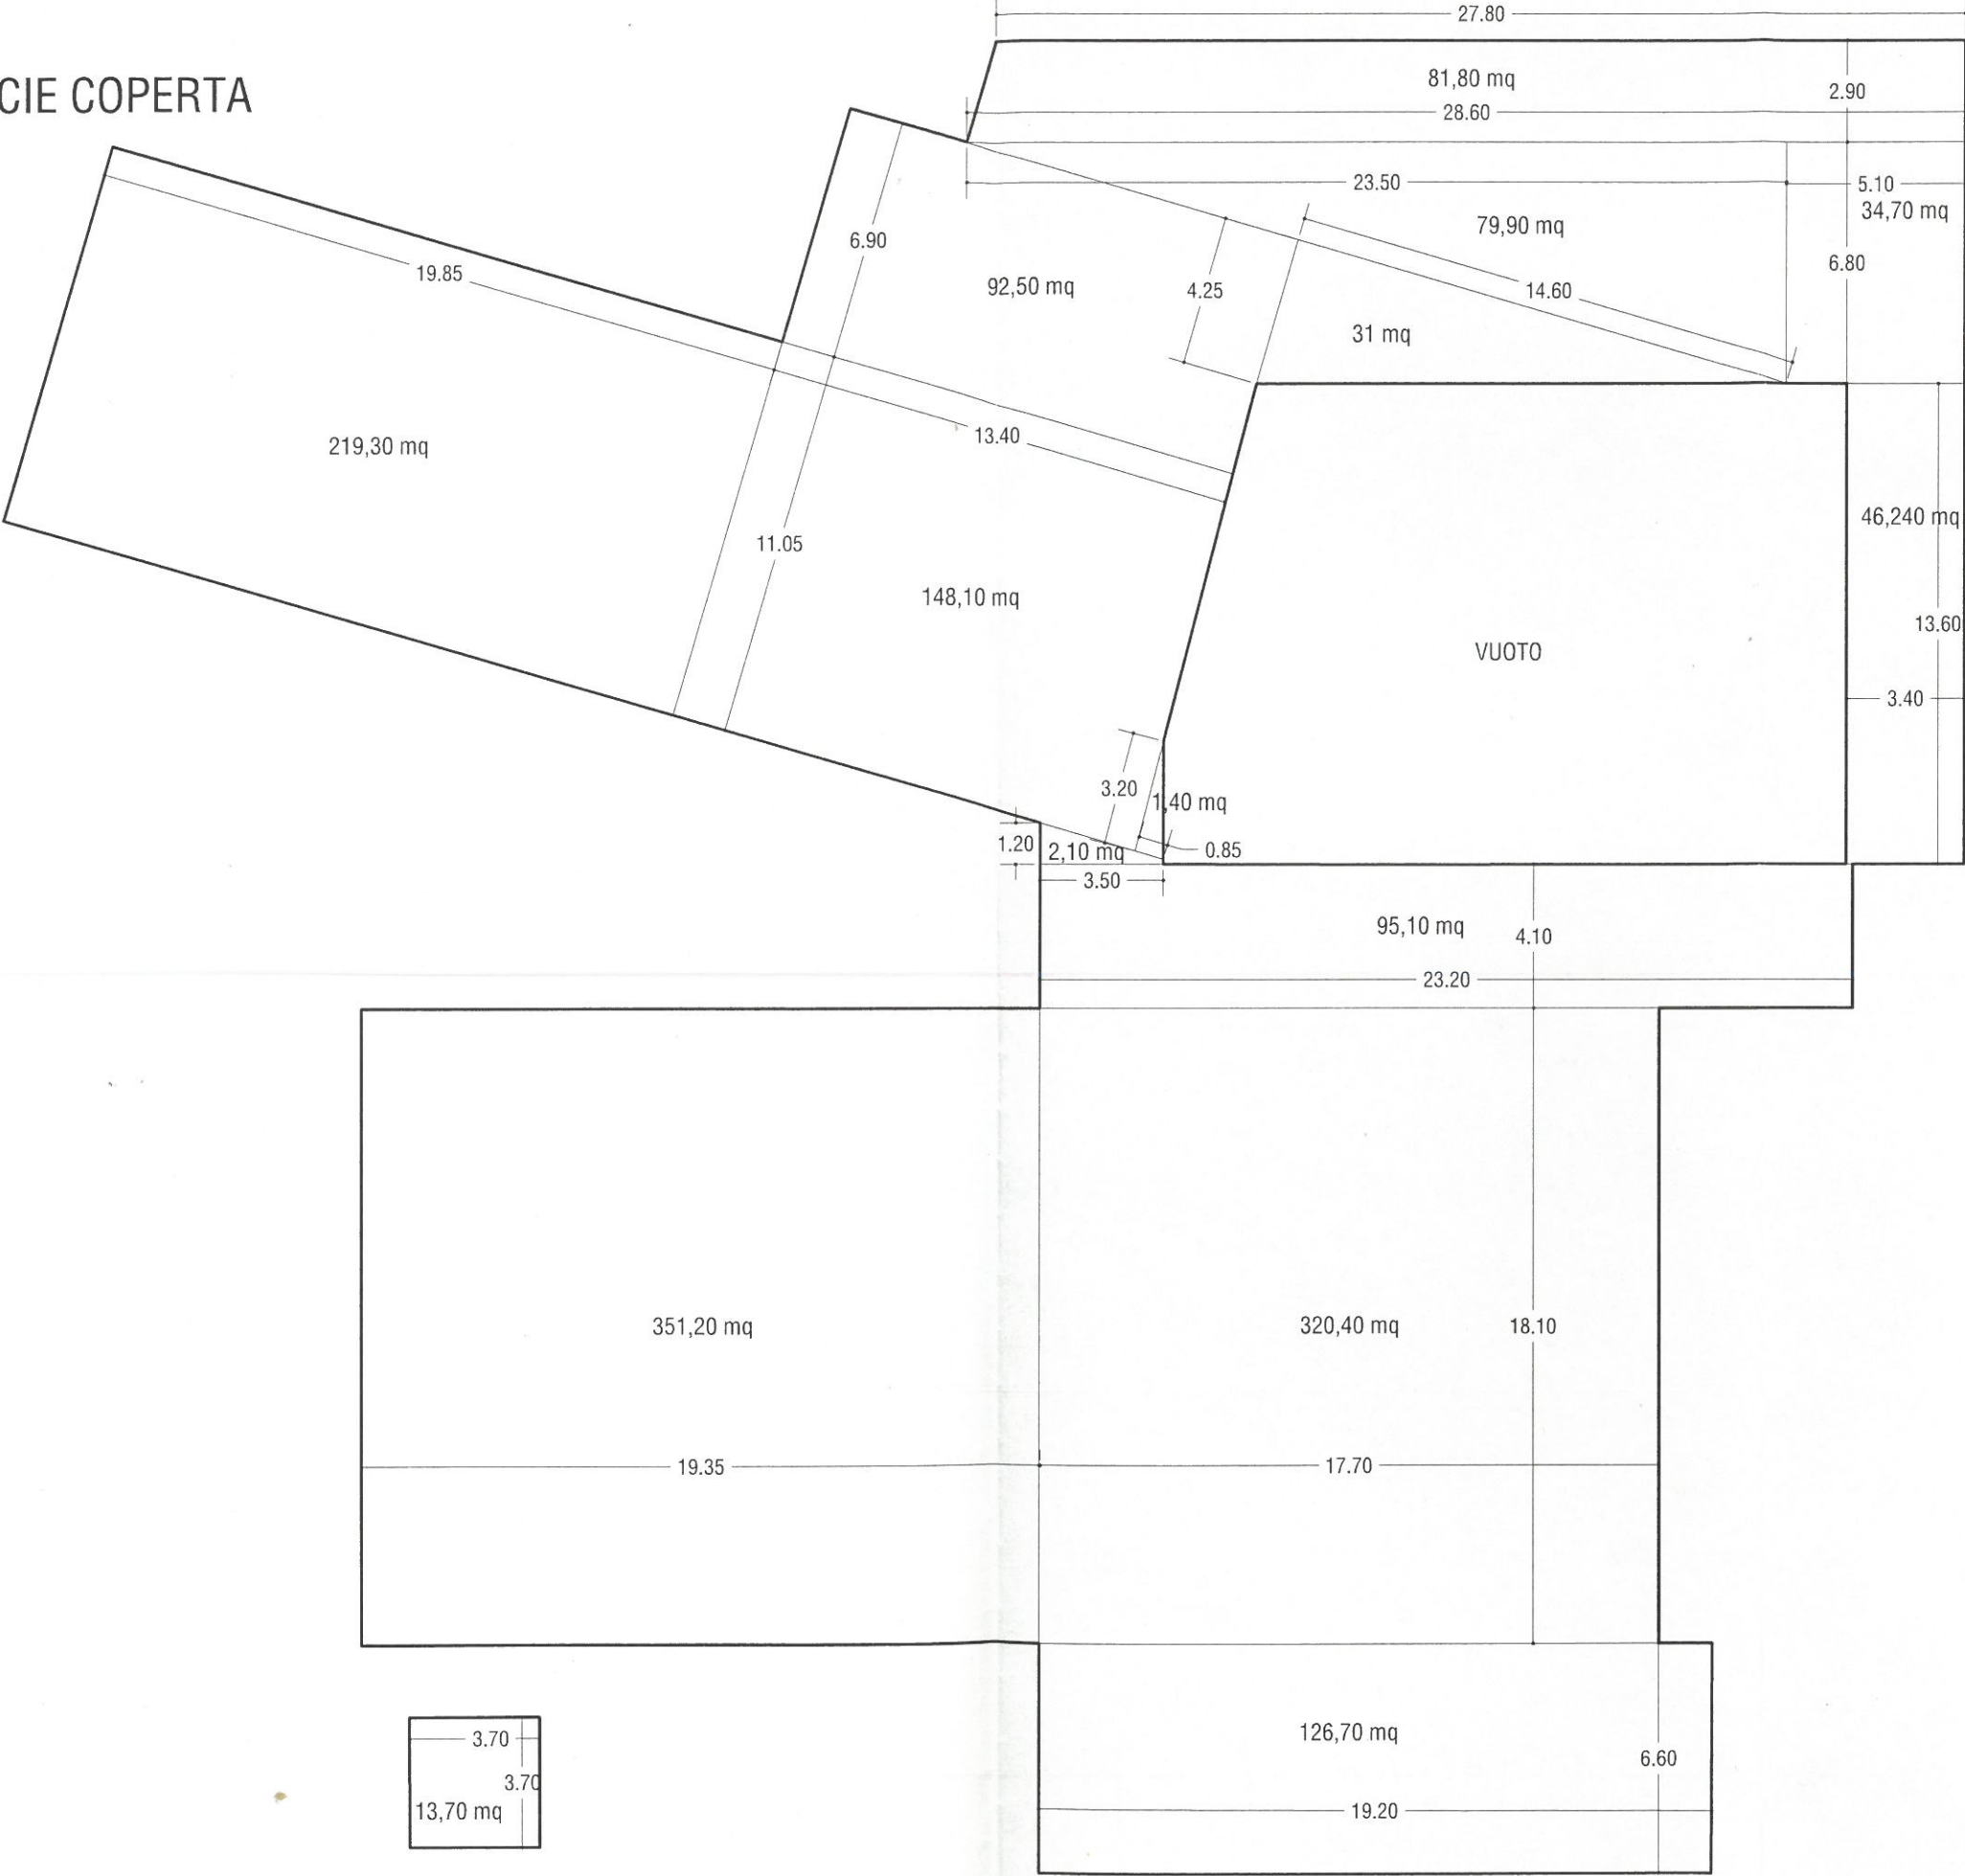 27.80
CIE COPERTA
81,80 mq
2.90
28.60
23.50
5.10
34,70 mq
79,90 mq
6.90
19.85
92,50 mq
4.25
14.60
6.80
31 mq
219,30 mq
13.40
46,240 mq
11.05
148,10 mq
13.60
VUOTO
3.40
3.20
1,40 mq
1.20
2,10 mq
0.85
3.50
95,10 mq
4.10
23.20
351,20 mq
320,40 mq
18.10
19.35
17.70
3.70
126,70 mq
6.60
3.70
13,70 mq
19.20